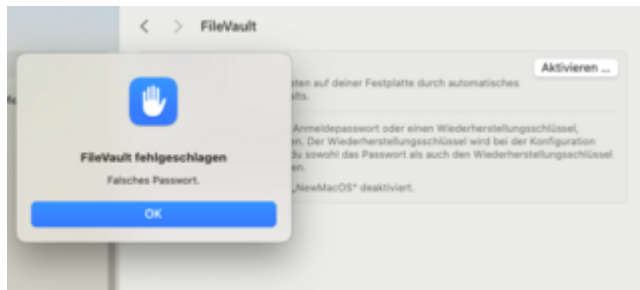 FileVault
Aktivieren ...
ten auf deiner Festplatte durch automatisches
lts.
Anmeldepasswort oder einen Wiederherstellungsschlüssel,
en. Der Wiederherstellungsschlüssel wird bei der Konfiguration
du sowohl das Passwort als auch den Wiederherstellungsschlüssel
en.
„NewMacOS“ deaktiviert.
FileVault fehlgeschlagen
Falsches Passwort.
OK